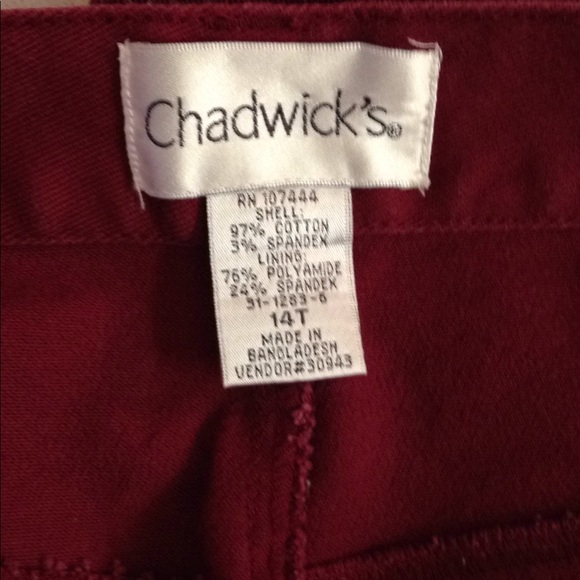 Chadwick's®
RN 107444
SHELL:
97% COTTON
3% SPANDEX
LINING:
76% POLYAMIDE
24% SPANDEX
31-1283-6
14T
MADE IN
BANGLADESH
VENDOR#30943